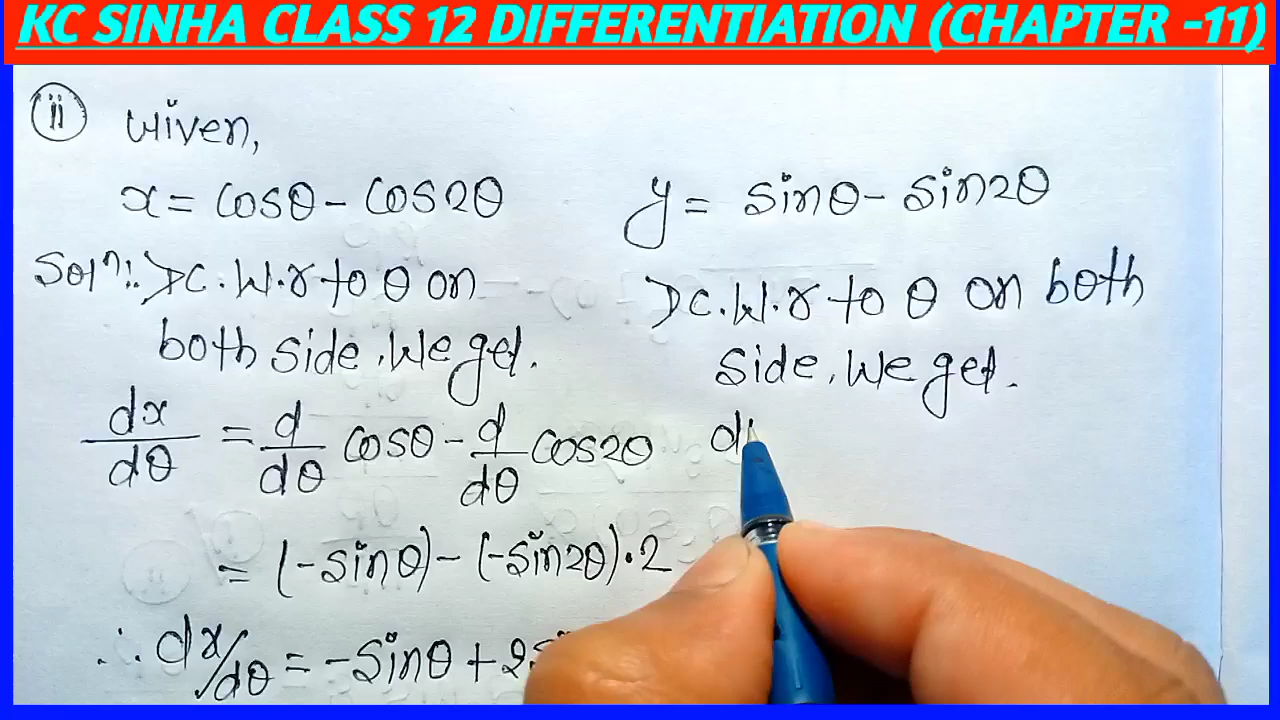 KC SINHA CLASS 12 DIFFERENTIATION (CHAPTER -11)
ii Given,
x = cosθ - cos2θ
y = sinθ - sin2θ
Solⁿ:. D.C.W.r to θ on
both side, We get.
D.C.W.r to θ on both
side, We get.
dx/dθ = d/dθ cosθ - d/dθ cos2θ
= (-sinθ) - (-sin2θ)·2
∴ dx/dθ = -sinθ + 2